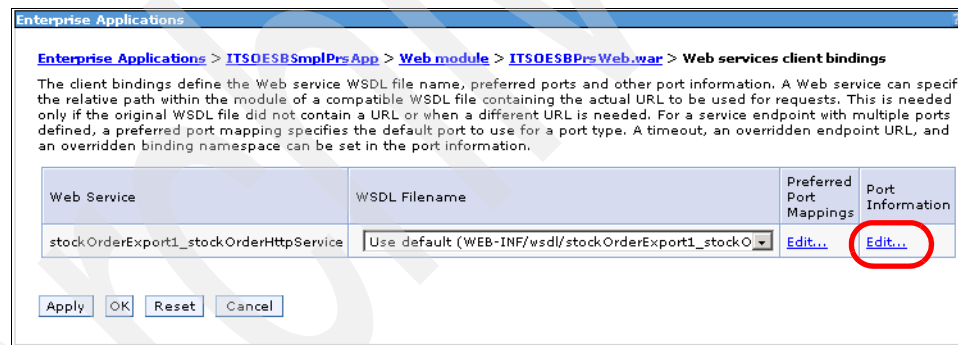 Enterprise Applications
Enterprise Applications > ITSOESBSmplPrsApp > Web module > ITSOESBPrsWeb.war > Web services client bindings
The client bindings define the Web service WSDL file name, preferred ports and other port information. A Web service can specif
the relative path within the module of a compatible WSDL file containing the actual URL to be used for requests. This is needed
only if the original WSDL file did not contain a URL or when a different URL is needed. For a service endpoint with multiple ports
defined, a preferred port mapping specifies the default port to use for a port type. A timeout, an overridden endpoint URL, and
an overridden binding namespace can be set in the port information.
Web Service WSDL Filename Preferred Port Mappings Port Information
stockOrderExport1_stockOrderHttpService Use default (WEB-INF/wsdl/stockOrderExport1_stockO Edit... Edit...
Apply OK Reset Cancel